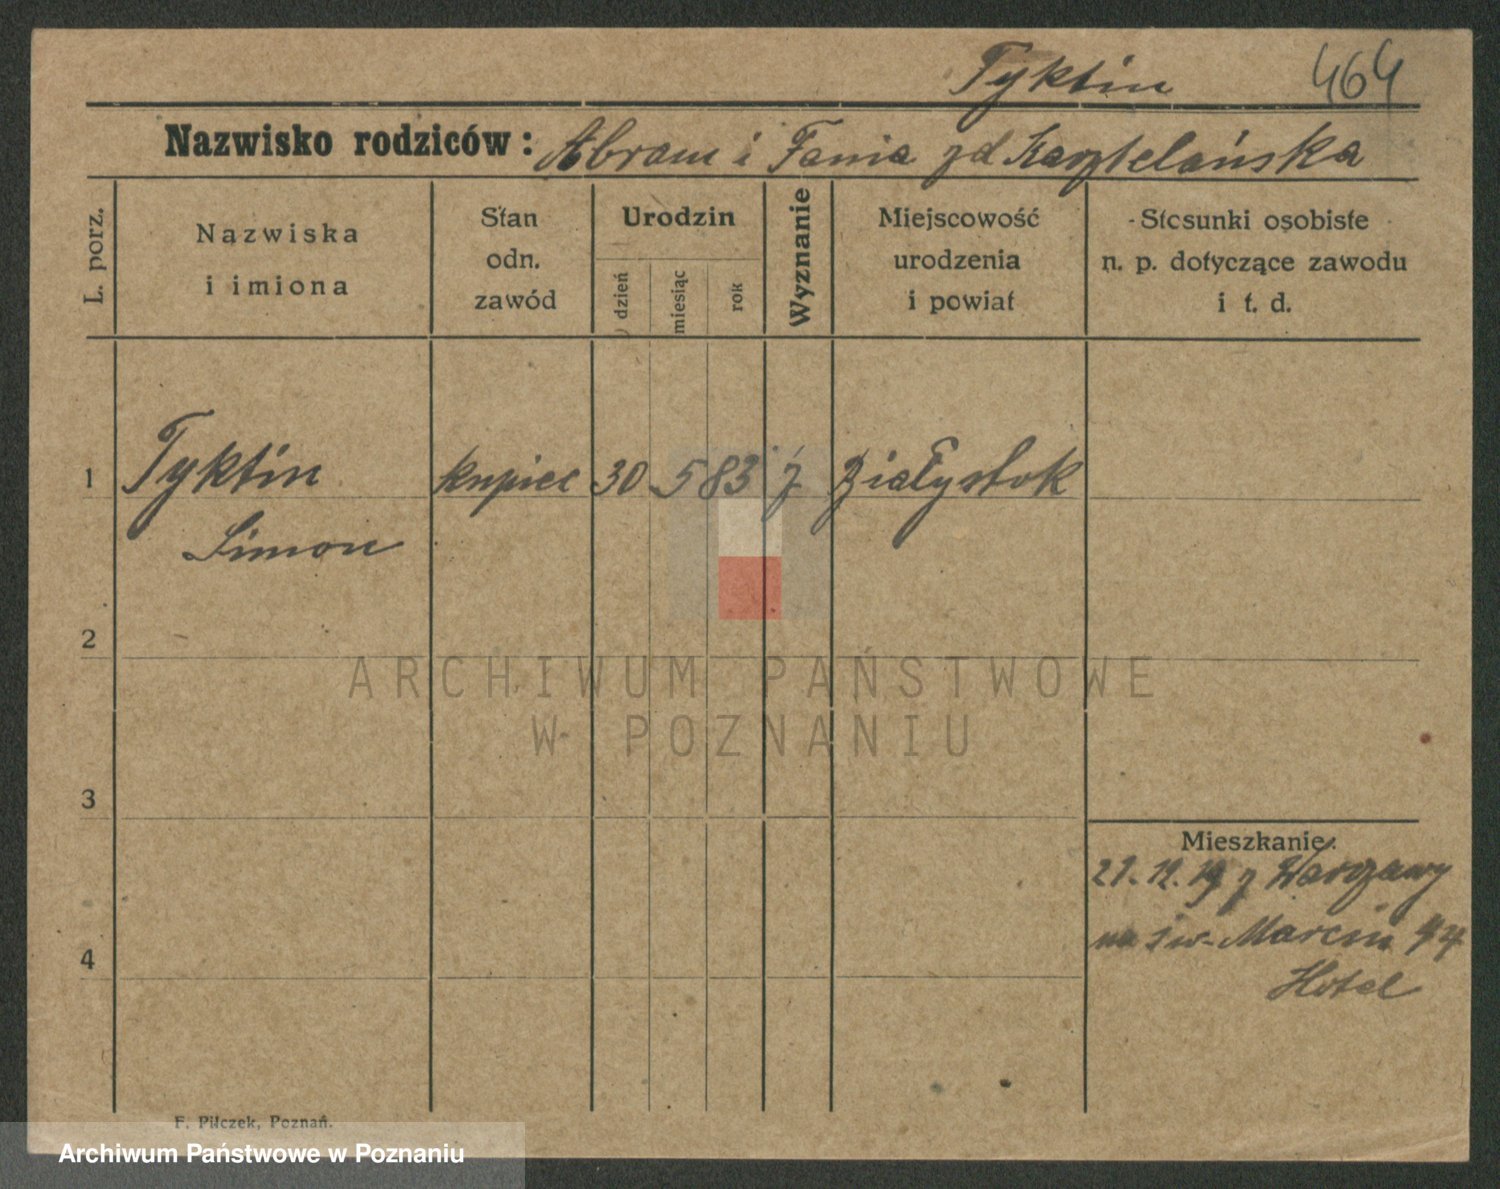 Tyktin 464
Nazwisko rodziców: Abram i Fania zd Kasztelańska
L. porz.
Nazwiska
i imiona
Stan
odn.
zawód
Urodzin
dzień
miesiąc
rok
Wyznanie
Miejscowość
urodzenia
i powiat
Stosunki osobiste
n. p. dotyczące zawodu
i t. d.
1 Tyktin kupiec 30 5 83 ż Białystok
Simon
2
ARCHIWUM PAŃSTWOWE
W POZNANIU
3
Mieszkanie:
21. 12. 19 z Warszawy
na św. Marcin 44
Hotel
4
F. Pilczek, Poznań.
Archiwum Państwowe w Poznaniu